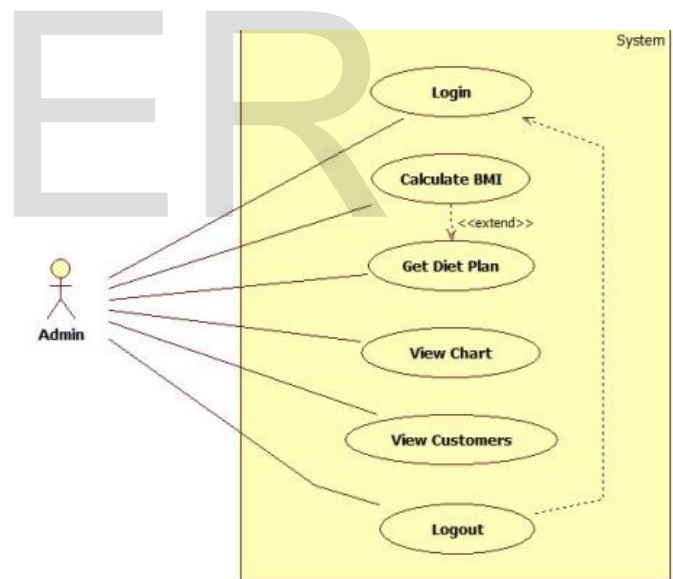 ER
System
Login
Calculate BMI
<<extend>>
Get Diet Plan
Admin
View Chart
View Customers
Logout